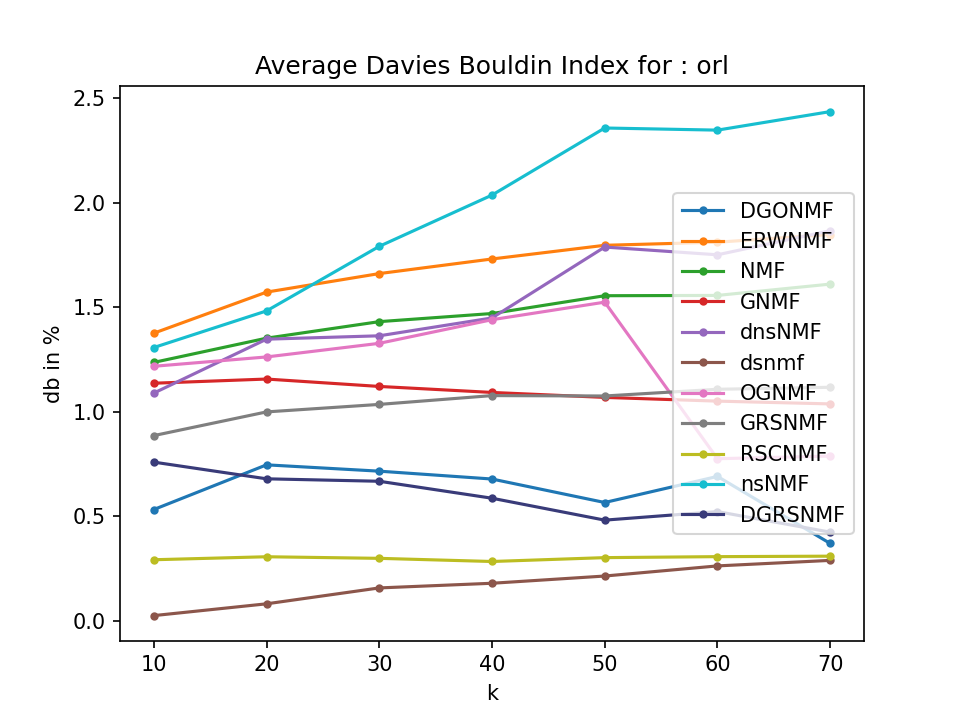 Average Davies Bouldin Index for : orl
db in %
2.5
2.0
1.5
1.0
0.5
0.0
DGONMF
ERWNMF
NMF
GNMF
dnsNMF
dsnmf
OGNMF
GRSNMF
RSCNMF
nsNMF
DGRSNMF
10 20 30 40 50 60 70
k